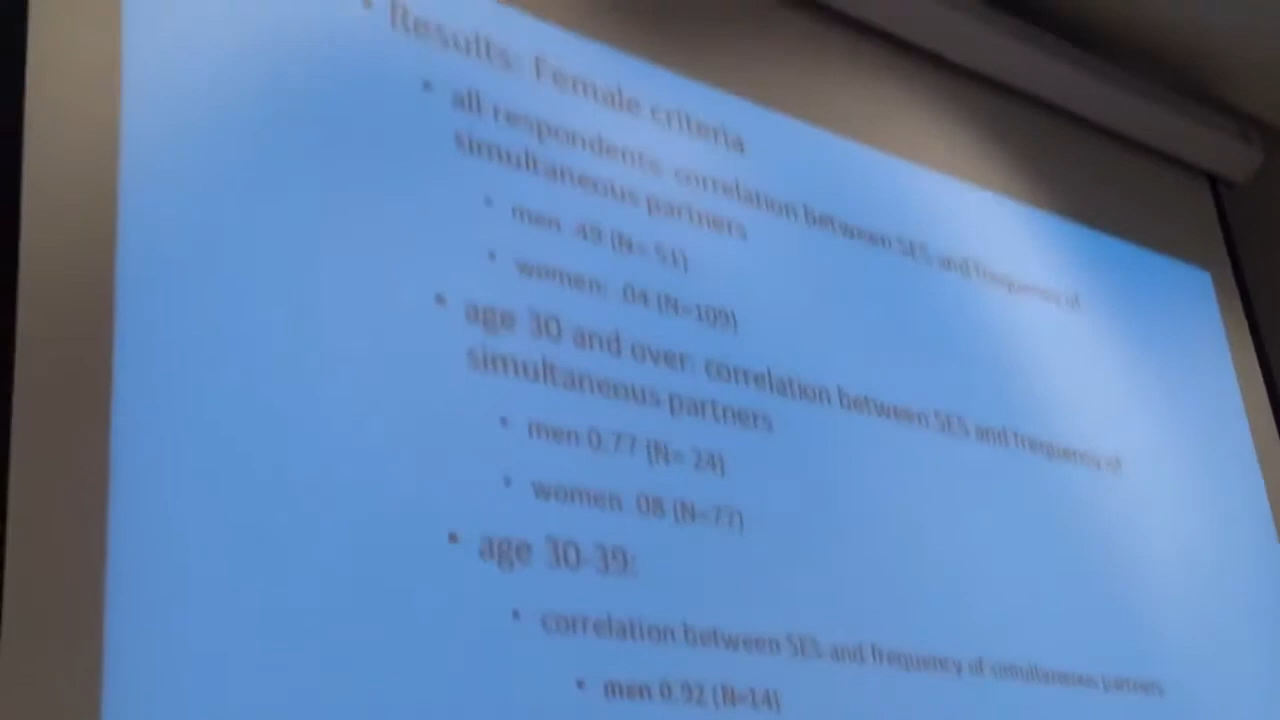 • Results: Female criteria
• all respondents: correlation between SES and frequency of
simultaneous partners
• men .49 (N= 51)
• women: .04 (N=109)
• age 30 and over: correlation between SES and frequency of
simultaneous partners
• men 0.77 (N= 24)
• women .08 (N=77)
• age 30-39:
• correlation between SES and frequency of simultaneous partners
• men 0.92 (N=14)